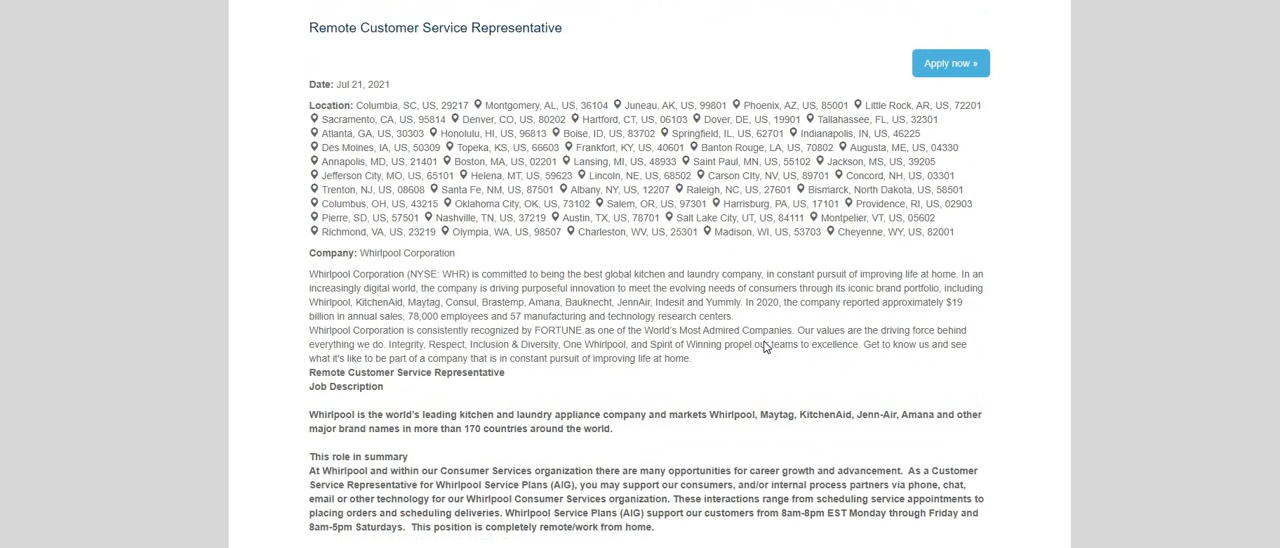 Remote Customer Service Representative
Apply now »
Date: Jul 21, 2021
Location: Columbia, SC, US, 29217 Montgomery, AL, US, 36104 Juneau, AK, US, 99801 Phoenix, AZ, US, 85001 Little Rock, AR, US, 72201
Sacramento, CA, US, 95814 Denver, CO, US, 80202 Hartford, CT, US, 06103 Dover, DE, US, 19901 Tallahassee, FL, US, 32301
Atlanta, GA, US, 30303 Honolulu, HI, US, 96813 Boise, ID, US, 83702 Springfield, IL, US, 62701 Indianapolis, IN, US, 46225
Des Moines, IA, US, 50309 Topeka, KS, US, 66603 Frankfort, KY, US, 40601 Banton Rouge, LA, US, 70802 Augusta, ME, US, 04330
Annapolis, MD, US, 21401 Boston, MA, US, 02201 Lansing, MI, US, 48933 Saint Paul, MN, US, 55102 Jackson, MS, US, 39205
Jefferson City, MO, US, 65101 Helena, MT, US, 59623 Lincoln, NE, US, 68502 Carson CIty, NV, US, 89701 Concord, NH, US, 03301
Trenton, NJ, US, 08608 Santa Fe, NM, US, 87501 Albany, NY, US, 12207 Raleigh, NC, US, 27601 Bismarck, North Dakota, US, 58501
Columbus, OH, US, 43215 Oklahoma City, OK, US, 73102 Salem, OR, US, 97301 Harrisburg, PA, US, 17101 Providence, RI, US, 02903
Pierre, SD, US, 57501 Nashville, TN, US, 37219 Austin, TX, US, 78701 Salt Lake City, UT, US, 84111 Montpelier, VT, US, 05602
Richmond, VA, US, 23219 Olympia, WA, US, 98507 Charleston, WV, US, 25301 Madison, WI, US, 53703 Cheyenne, WY, US, 82001
Company: Whirlpool Corporation
Whirlpool Corporation (NYSE: WHR) is committed to being the best global kitchen and laundry company, in constant pursuit of improving life at home. In an
increasingly digital world, the company is driving purposeful innovation to meet the evolving needs of consumers through its iconic brand portfolio, including
Whirlpool, KitchenAid, Maytag, Consul, Brastemp, Amana, Bauknecht, JennAir, Indesit and Yummly. In 2020, the company reported approximately $19
billion in annual sales, 78,000 employees and 57 manufacturing and technology research centers.
Whirlpool Corporation is consistently recognized by FORTUNE as one of the World's Most Admired Companies. Our values are the driving force behind
everything we do. Integrity, Respect, Inclusion & Diversity, One Whirlpool, and Spirit of Winning propel our teams to excellence. Get to know us and see
what it's like to be part of a company that is in constant pursuit of improving life at home.
Remote Customer Service Representative
Job Description
Whirlpool is the world's leading kitchen and laundry appliance company and markets Whirlpool, Maytag, KitchenAid, Jenn-Air, Amana and other
major brand names in more than 170 countries around the world.
This role in summary
At Whirlpool and within our Consumer Services organization there are many opportunities for career growth and advancement. As a Customer
Service Representative for Whirlpool Service Plans (AIG), you may support our consumers, and/or internal process partners via phone, chat,
email or other technology for our Whirlpool Consumer Services organization. These interactions range from scheduling service appointments to
placing orders and scheduling deliveries. Whirlpool Service Plans (AIG) support our customers from 8am-8pm EST Monday through Friday and
8am-5pm Saturdays. This position is completely remote/work from home.